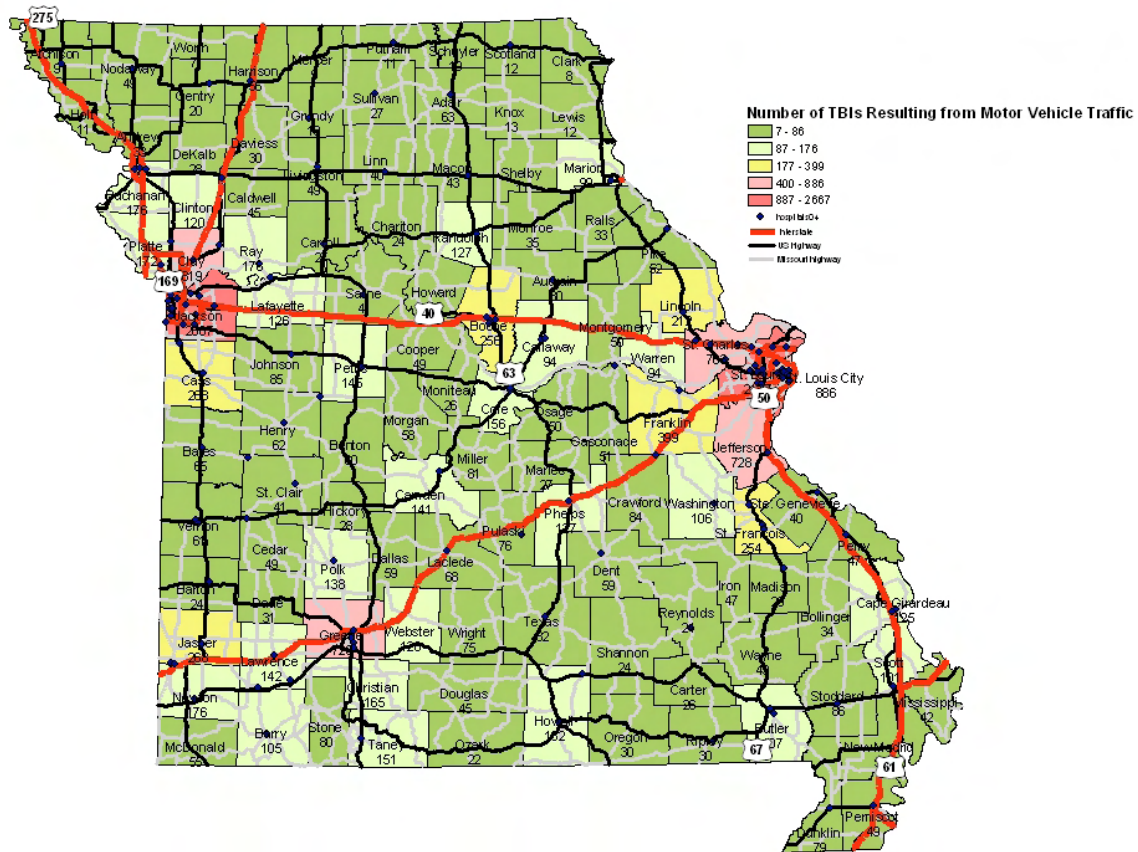 275
Worth
7
Putnam
11
Schuyler
Scotland
12
Clark
8
Nodaway
49
Harrison
Mercer
Gentry
20
Sullivan
27
Adair
63
Knox
13
Lewis
12
Holt
11
Grundy
DeKalb
Daviess
30
Linn
40
Macon
43
Shelby
Marion
Livingston
49
Buchanan
176
Clinton
120
Caldwell
45
Chariton
24
Randolph
127
Monroe
35
Ralls
33
Platte
172
Clay
Ray
Carroll
Pike
169
Lafayette
126
Saline
Howard
Audrain
Lincoln
Jackson
40
Boone
Callaway
94
Montgomery
Warren
94
St. Charles
St. Louis City
886
Cass
Johnson
85
Pettis
145
Cooper
49
63
Moniteau
26
Cole
156
Osage
Franklin
399
50
Jefferson
728
Henry
62
Benton
Morgan
58
Miller
81
Gasconade
51
Maries
Bates
St. Clair
41
Camden
141
Phelps
Crawford
84
Washington
106
Ste. Genevieve
40
Hickory
28
Pulaski
76
St. Francois
254
Vernon
Perry
47
Cedar
49
Polk
138
Dallas
59
Laclede
68
Dent
59
Iron
47
Madison
Barton
24
Dade
31
Reynolds
Bollinger
34
Cape Girardeau
Jasper
Greene
Webster
Wright
75
Texas
Shannon
24
Wayne
Scott
Lawrence
142
Newton
176
Christian
165
Douglas
45
Carter
Stoddard
86
Mississippi
42
McDonald
Barry
105
Stone
80
Taney
151
Ozark
22
Howell
Oregon
30
Ripley
30
Butler
67
New Madrid
61
Dunklin
79
Pemiscot
49
Number of TBIs Resulting from Motor Vehicle Traffic
7 - 86
87 - 176
177 - 399
400 - 886
887 - 2667
Interstate
US Highway
Missouri highway